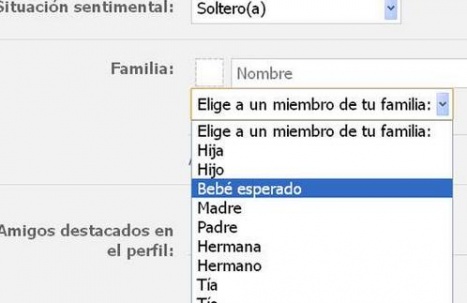 Situación sentimental: Soltero(a)
Familia: Nombre
Elige a un miembro de tu familia:
Elige a un miembro de tu familia:
Hija
Hijo
Bebé esperado
Madre
Padre
Amigos destacados en
el perfil:
Hermana
Hermano
Tía